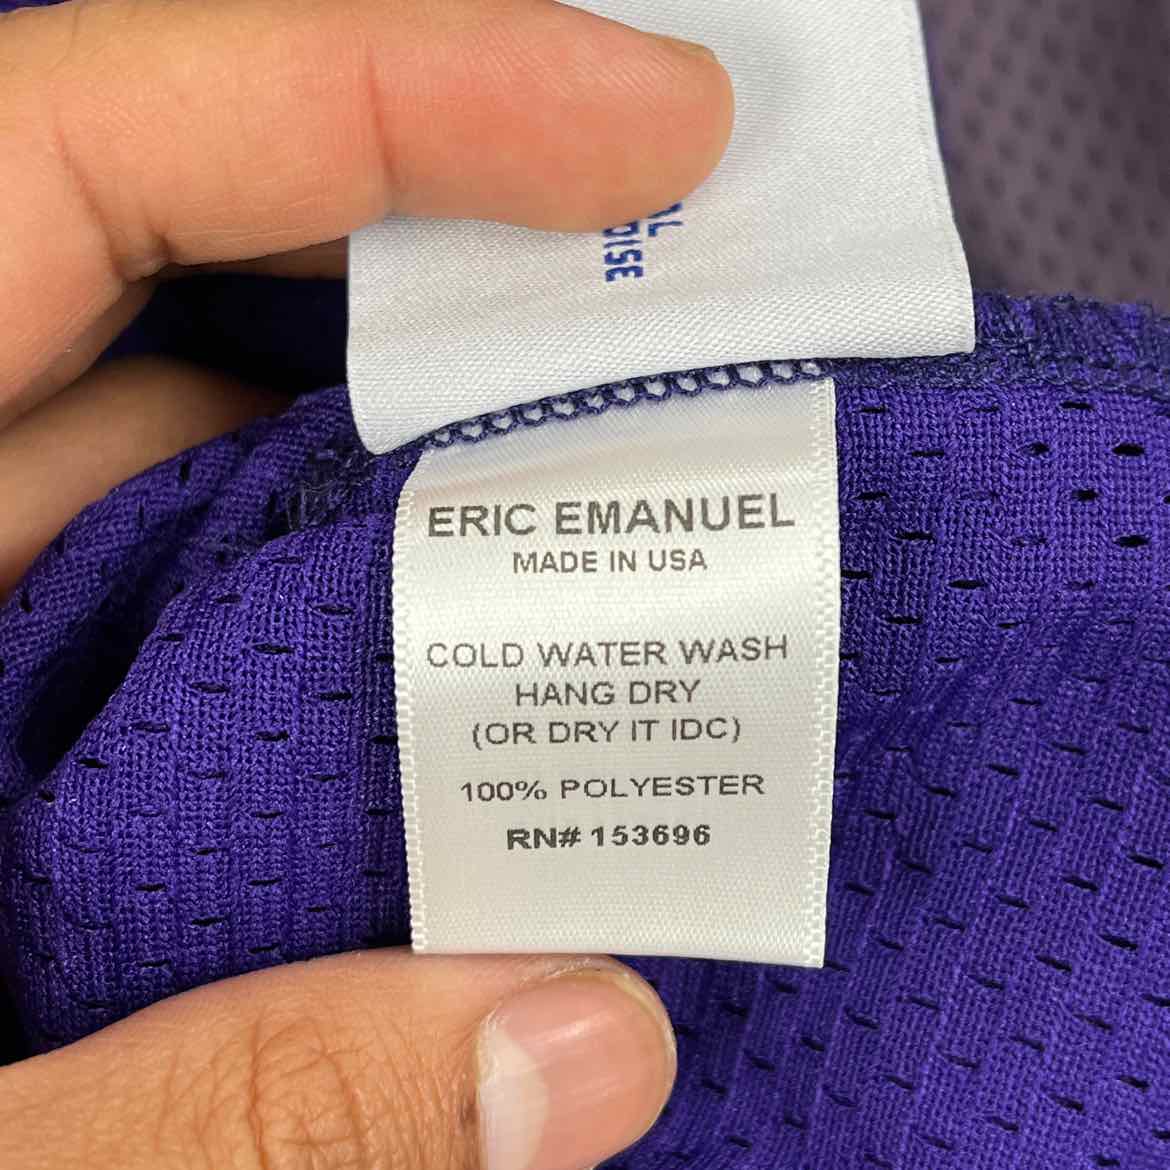 ERIC EMANUEL
MADE IN USA
COLD WATER WASH
HANG DRY
(OR DRY IT IDC)
100% POLYESTER
RN# 153696